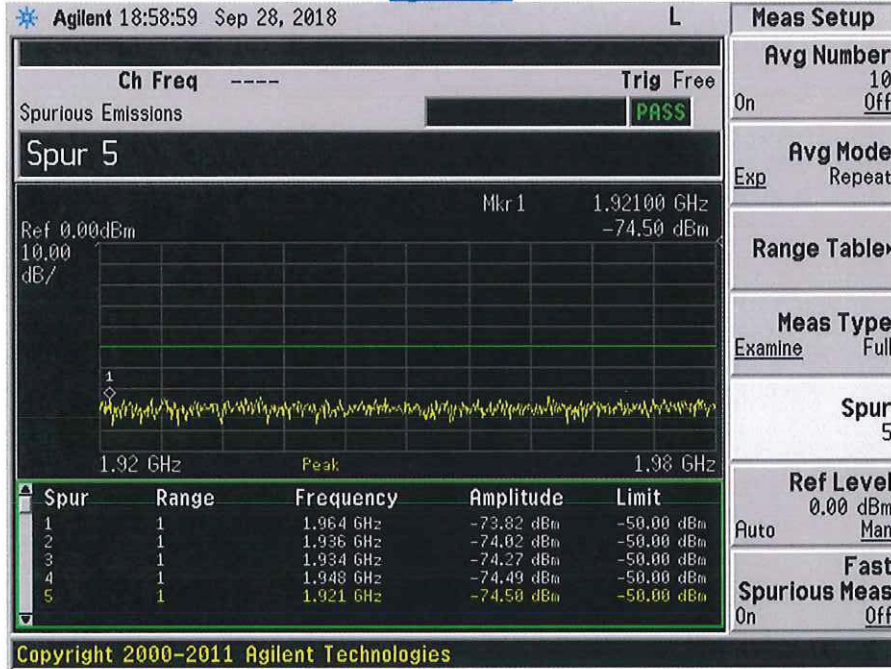 Agilent 18:58:59 Sep 28, 2018 L
Ch Freq ---- Trig Free
Spurious Emissions PASS
Spur 5
Mkr1 1.92100 GHz
Ref 0.00dBm -74.50 dBm
10.00
dB/
1
1.92 GHz Peak 1.98 GHz
Spur Range Frequency Amplitude Limit
1 1 1.964 GHz -73.82 dBm -50.00 dBm
2 1 1.936 GHz -74.02 dBm -50.00 dBm
3 1 1.934 GHz -74.27 dBm -50.00 dBm
4 1 1.948 GHz -74.49 dBm -50.00 dBm
5 1 1.921 GHz -74.50 dBm -50.00 dBm
Copyright 2000-2011 Agilent Technologies
Meas Setup
Avg Number
10
On Off
Avg Mode
Exp Repeat
Range Table
Meas Type
Examine Full
Spur
5
Ref Level
0.00 dBm
Auto Man
Fast
Spurious Meas
On Off